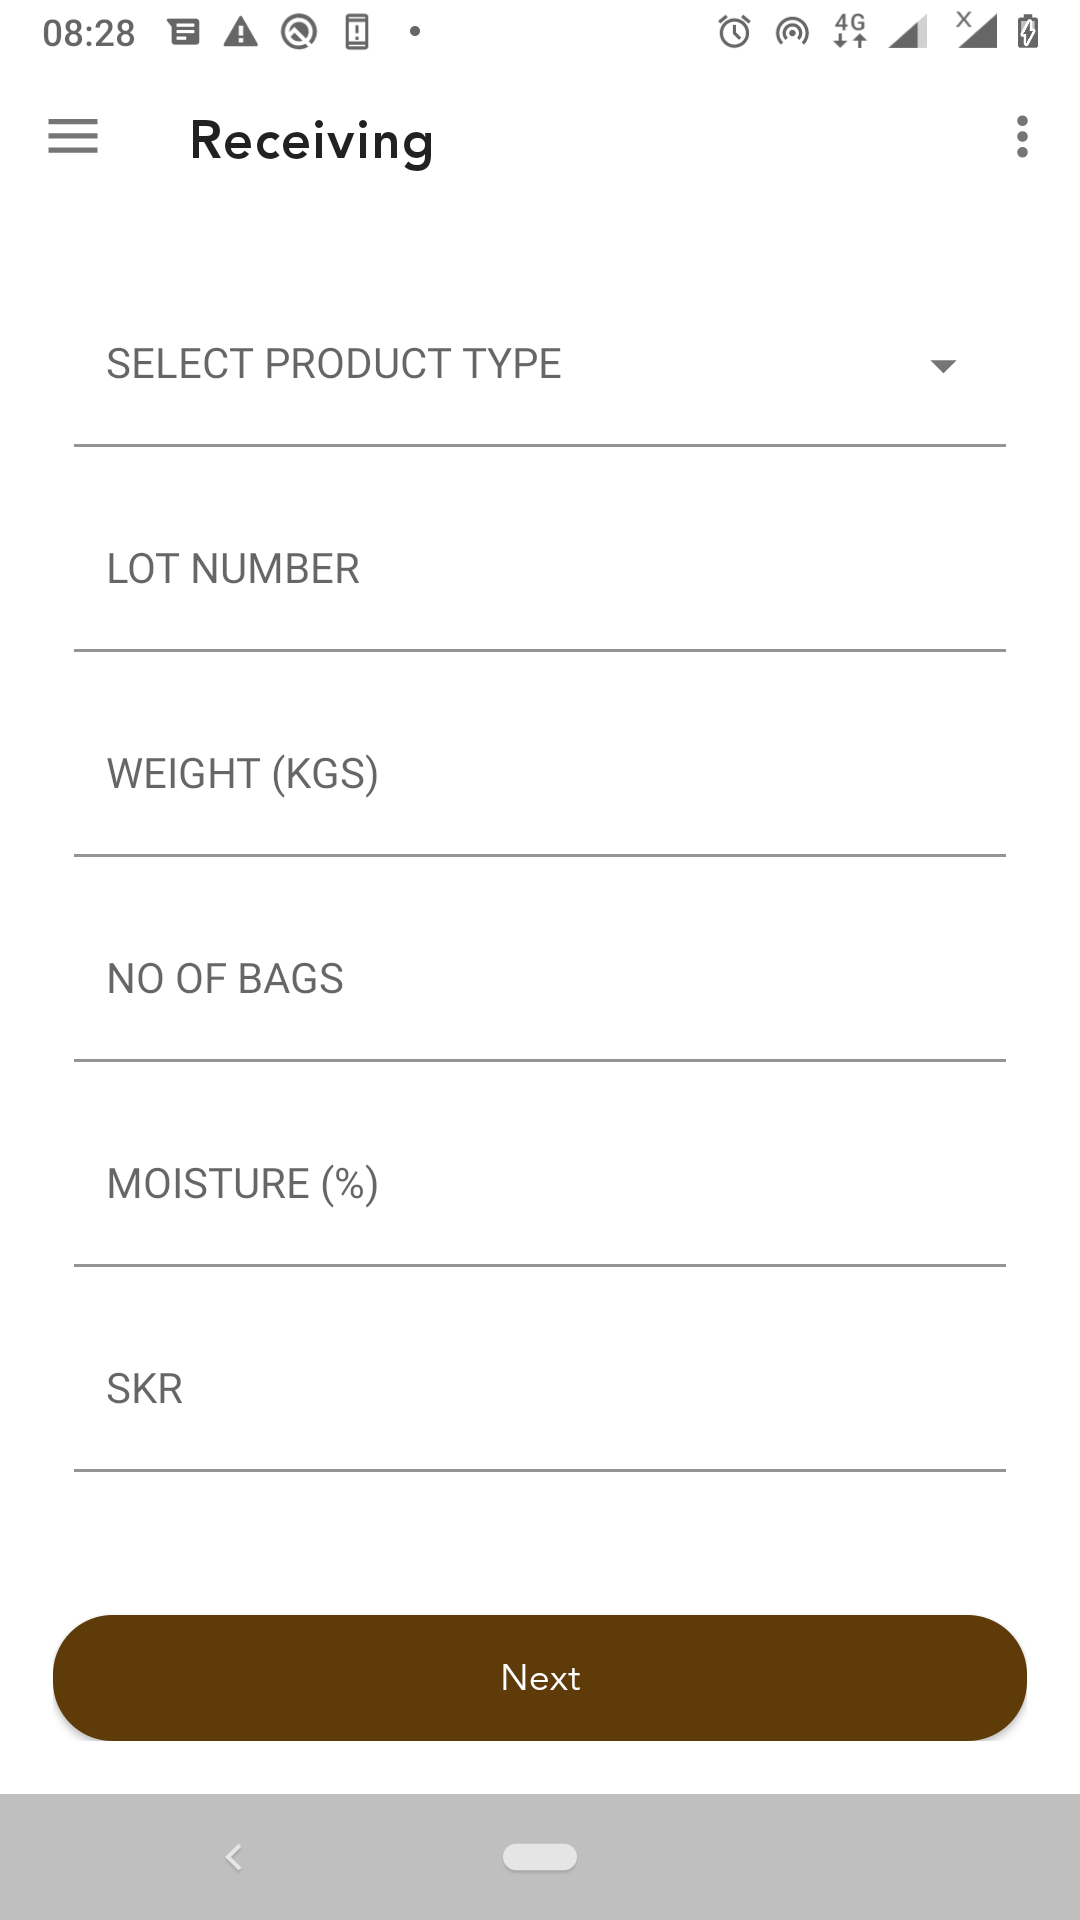 08:28 4G X
Receiving
SELECT PRODUCT TYPE
LOT NUMBER
WEIGHT (KGS)
NO OF BAGS
MOISTURE (%)
SKR
Next